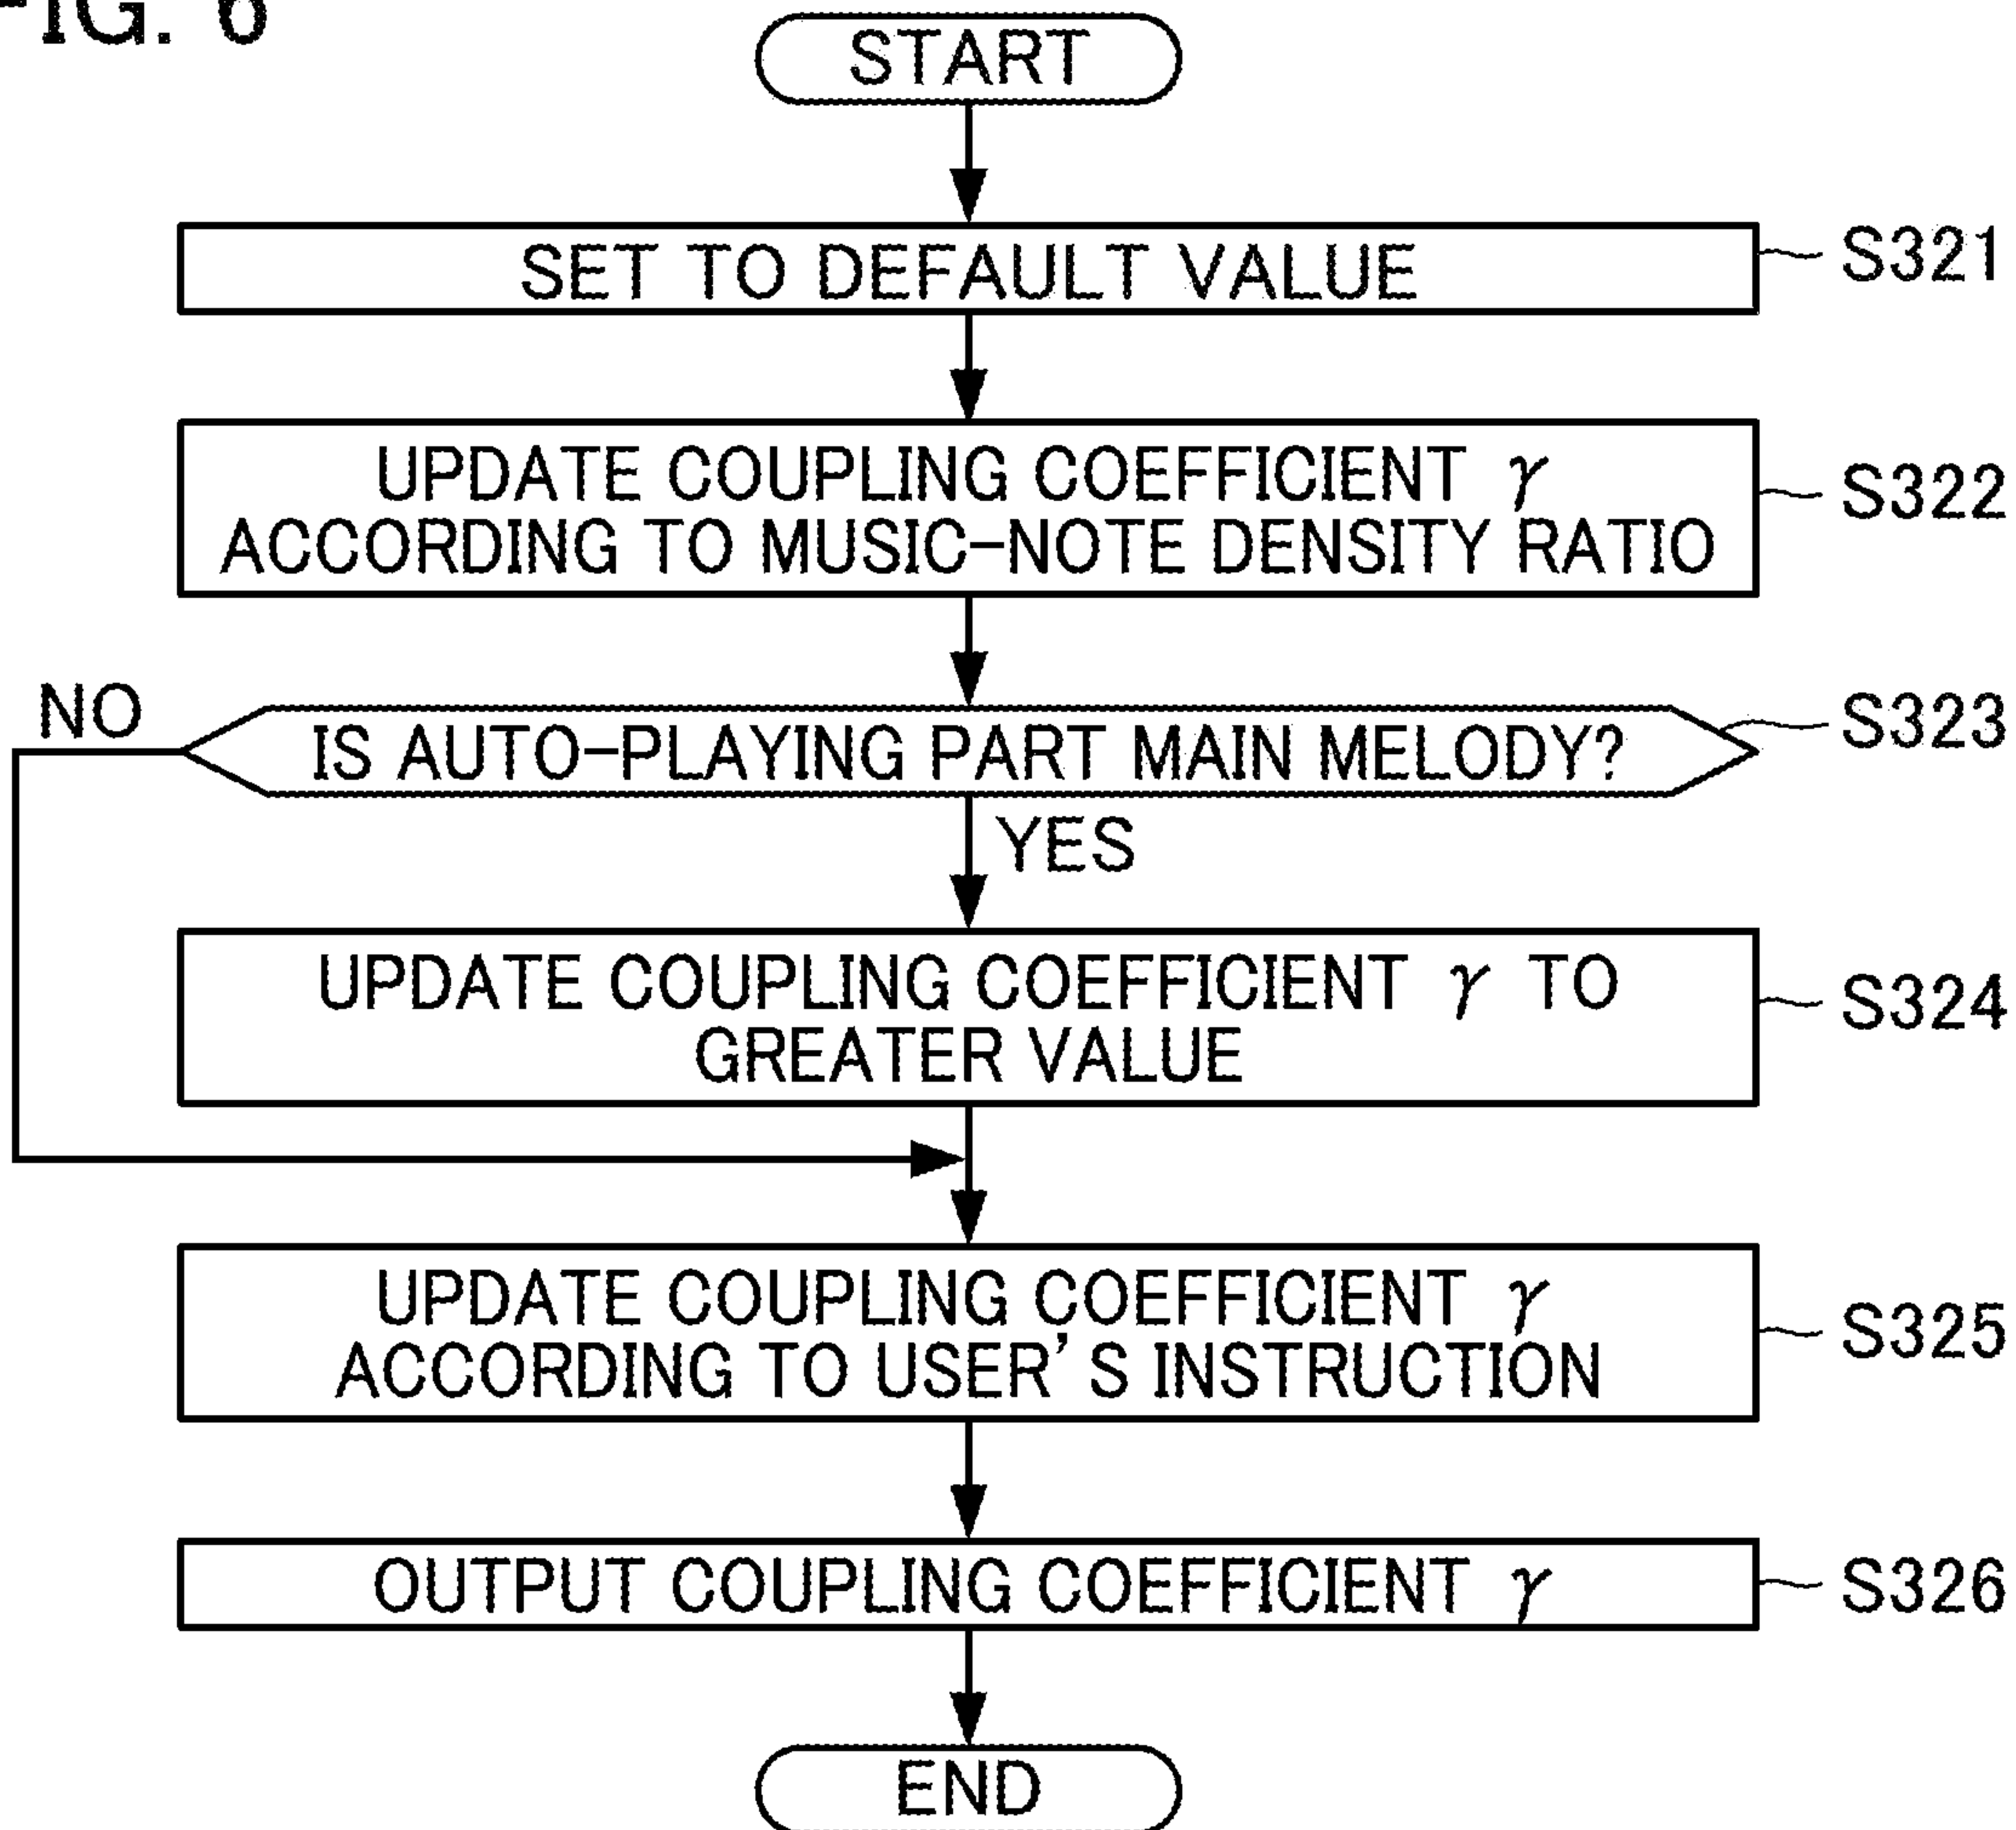 FIG. 6
START
SET TO DEFAULT VALUE
S321
UPDATE COUPLING COEFFICIENT γ
ACCORDING TO MUSIC-NOTE DENSITY RATIO
S322
NO
IS AUTO-PLAYING PART MAIN MELODY?
S323
YES
UPDATE COUPLING COEFFICIENT γ TO
GREATER VALUE
S324
UPDATE COUPLING COEFFICIENT γ
ACCORDING TO USER'S INSTRUCTION
S325
OUTPUT COUPLING COEFFICIENT γ
S326
END